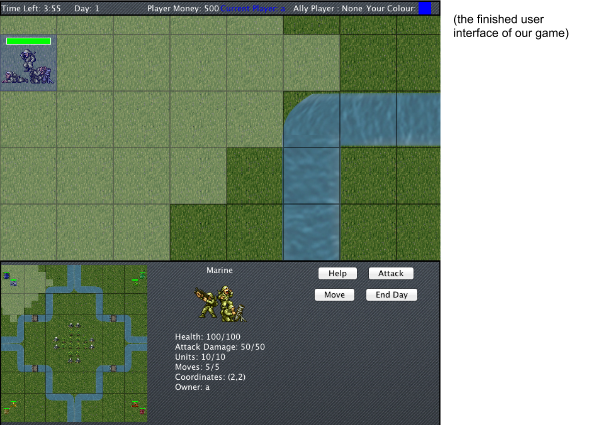 Time Left: 3:55 Day: 1 Player Money: 500 Current Player: a Ally Player : None Your Colour:
(the finished user
interface of our game)
Marine
Help Attack
Move End Day
Health: 100/100
Attack Damage: 50/50
Units: 10/10
Moves: 5/5
Coordinates: (2,2)
Owner: a